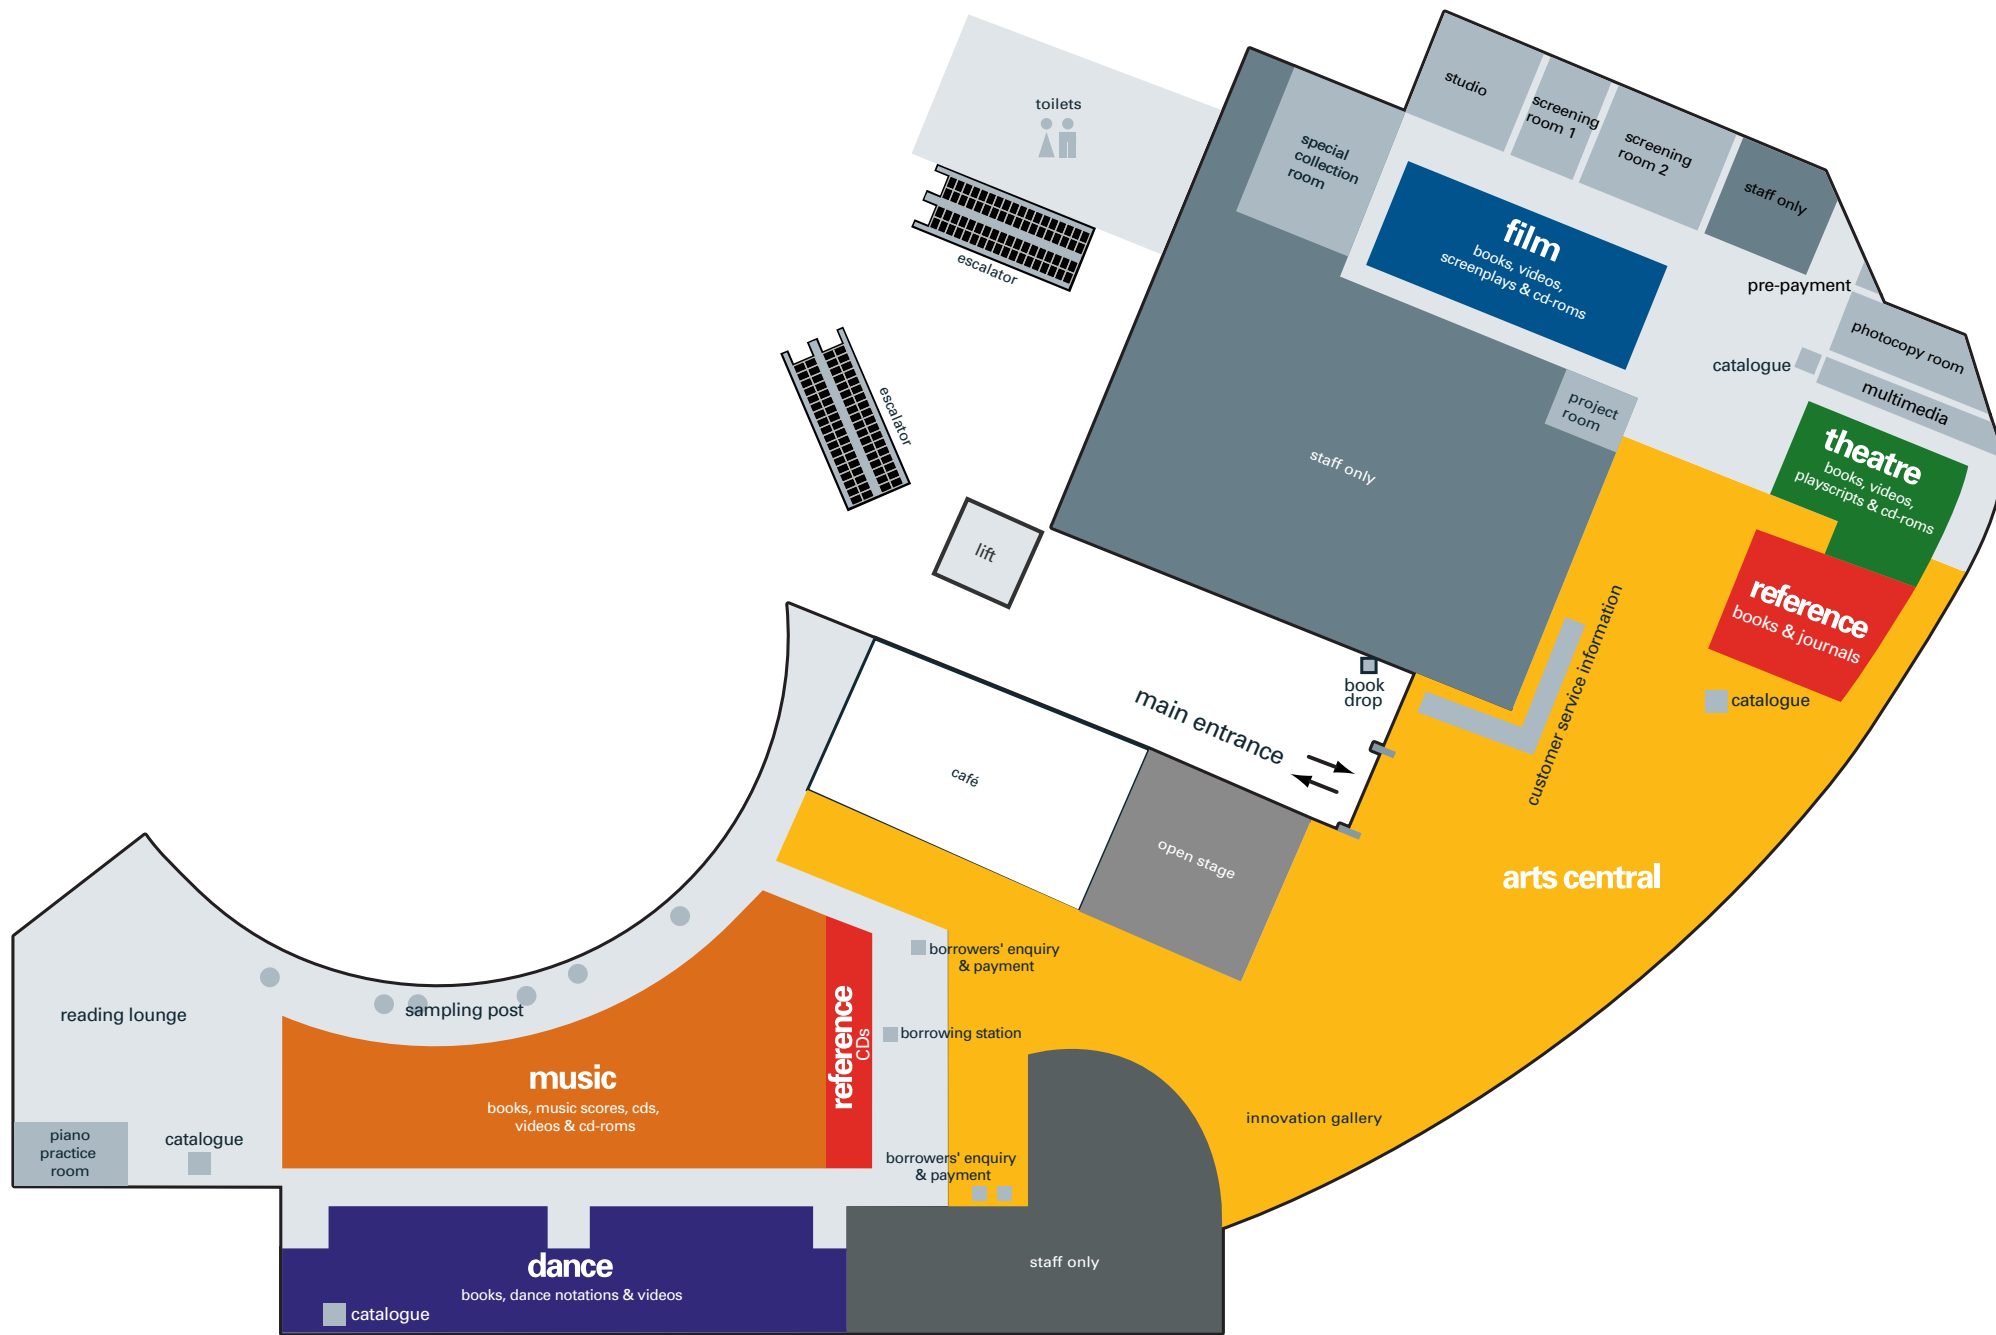 toilets
escalator
escalator
lift
special
collection
room
studio
screening
room 1
screening
room 2
staff only
film
books, videos,
screenplays & cd-roms
pre-payment
photocopy room
catalogue
multimedia
project
room
staff only
theatre
books, videos,
playscripts & cd-roms
reference
books & journals
catalogue
customer service information
book
drop
main entrance
café
open stage
arts central
borrowers' enquiry
& payment
borrowing station
sampling post
reading lounge
music
books, music scores, cds,
videos & cd-roms
reference
CDs
innovation gallery
piano
practice
room
catalogue
borrowers' enquiry
& payment
dance
books, dance notations & videos
catalogue
staff only